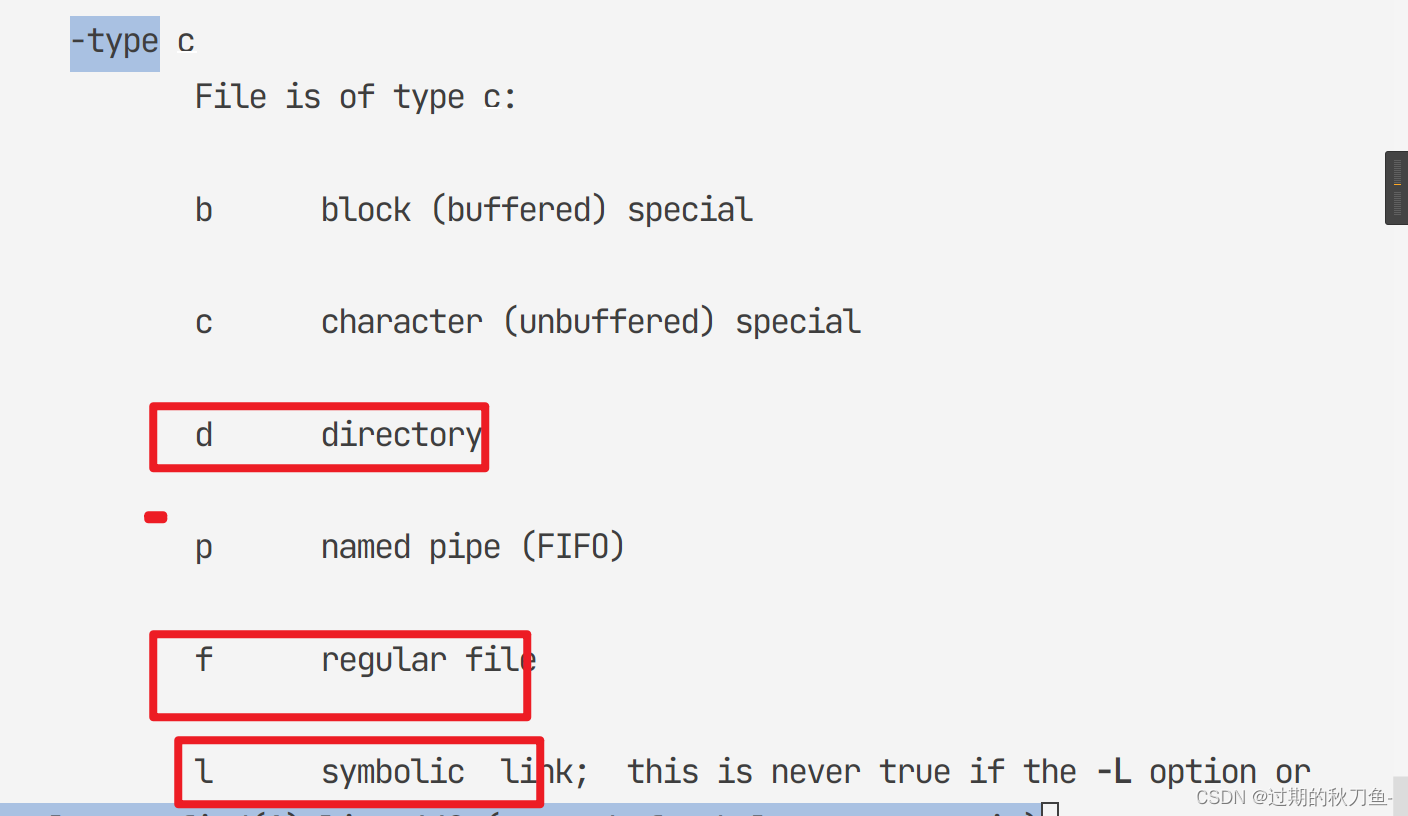 -type c
File is of type c:
b block (buffered) special
c character (unbuffered) special
d directory
p named pipe (FIFO)
f regular file
l symbolic link; this is never true if the -L option or
CSDN @过期的秋刀鱼-